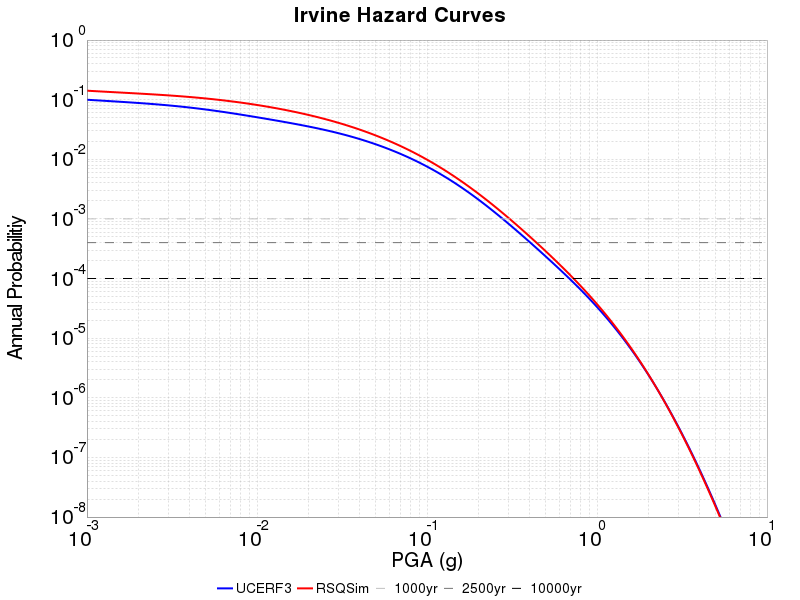 Irvine Hazard Curves
Annual Probability
10^0
10^-1
10^-2
10^-3
10^-4
10^-5
10^-6
10^-7
10^-8
10^-3 10^-2 10^-1 10^0 10^1
PGA (g)
UCERF3 RSQSim 1000yr 2500yr 10000yr